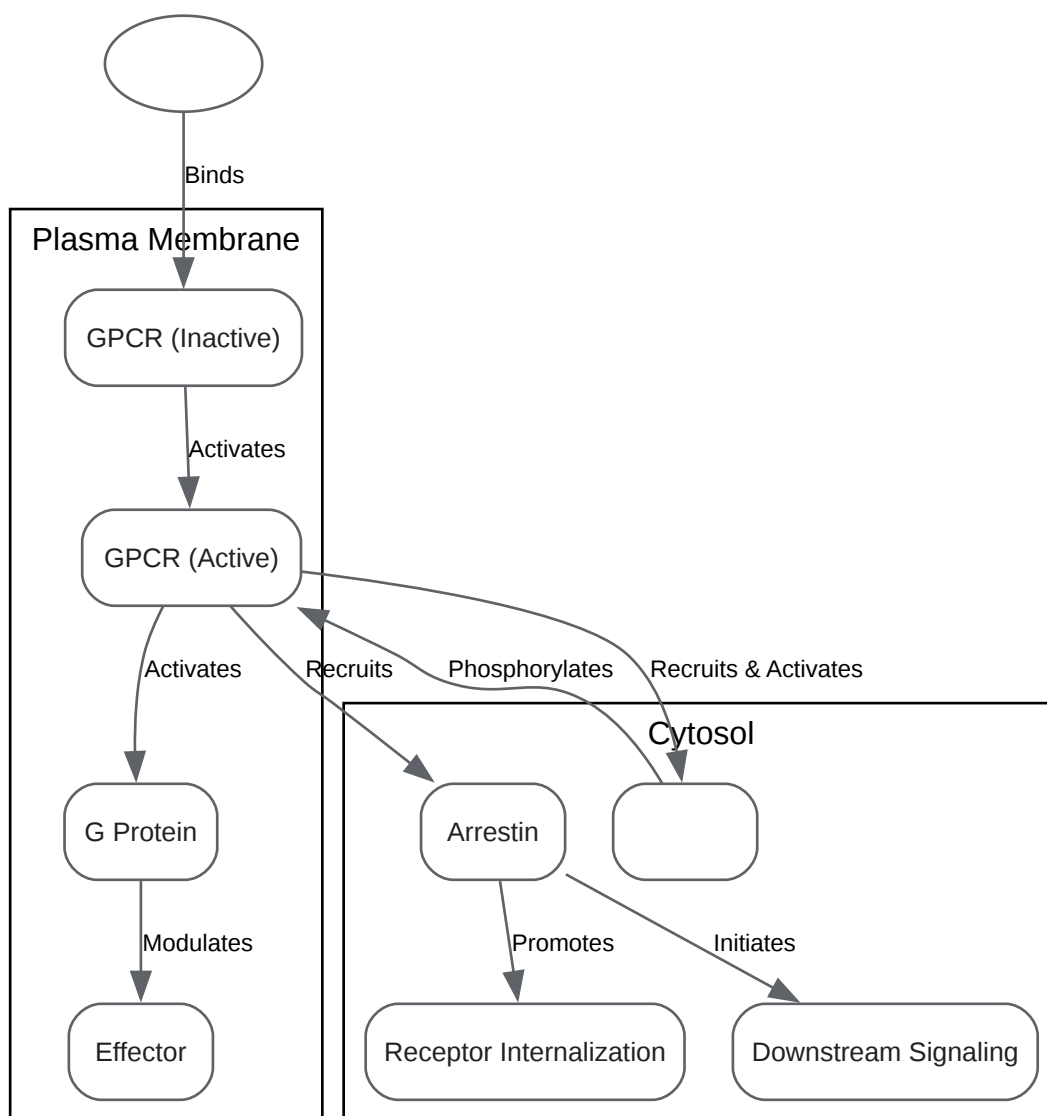 Binds
Plasma Membrane
GPCR (Inactive)
Activates
GPCR (Active)
Activates
Recruits
Phosphorylates
Recruits & Activates
Cytosol
G Protein
Arrestin
Modulates
Promotes
Initiates
Effector
Receptor Internalization
Downstream Signaling